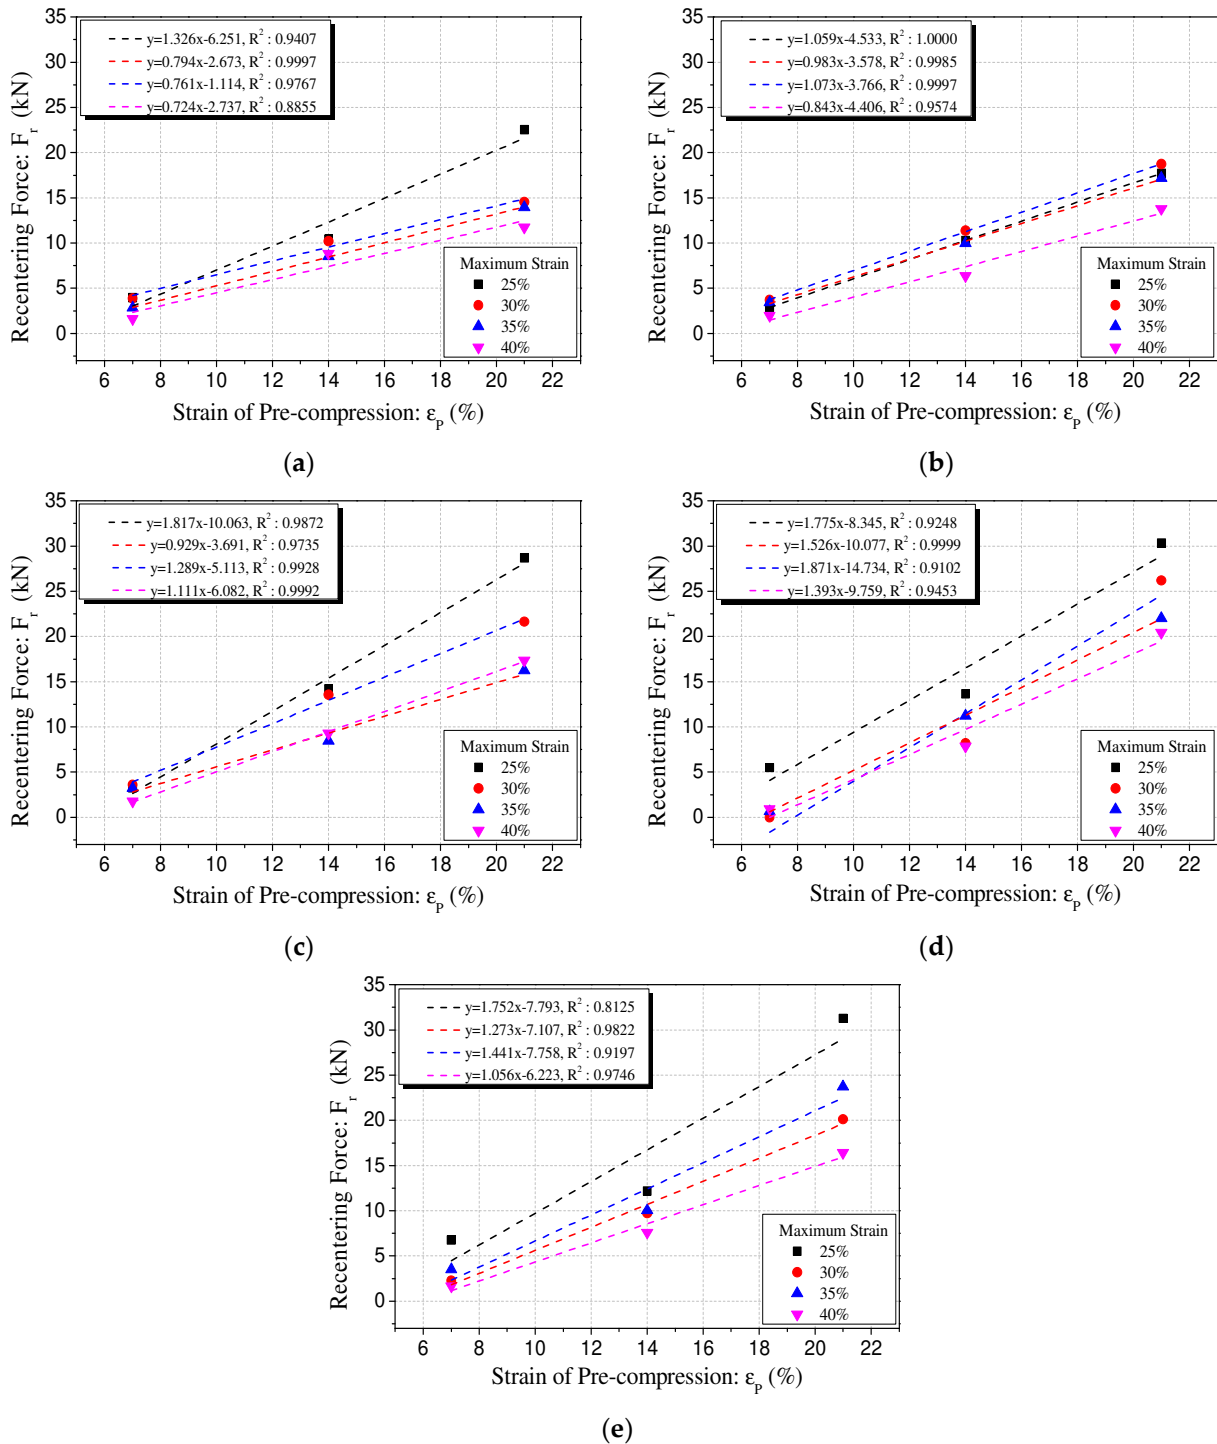 y=1.326x-6.251, R² : 0.9407
y=0.794x-2.673, R² : 0.9997
y=0.761x-1.114, R² : 0.9767
y=0.724x-2.737, R² : 0.8855
Recentering Force: F_r (kN)
35
30
25
20
15
10
5
0
Maximum Strain
25%
30%
35%
40%
6 8 10 12 14 16 18 20 22
Strain of Pre-compression: ε_P (%)
(a)
y=1.059x-4.533, R² : 1.0000
y=0.983x-3.578, R² : 0.9985
y=1.073x-3.766, R² : 0.9997
y=0.843x-4.406, R² : 0.9574
Recentering Force: F_r (kN)
35
30
25
20
15
10
5
0
Maximum Strain
25%
30%
35%
40%
6 8 10 12 14 16 18 20 22
Strain of Pre-compression: ε_P (%)
(b)
y=1.817x-10.063, R² : 0.9872
y=0.929x-3.691, R² : 0.9735
y=1.289x-5.113, R² : 0.9928
y=1.111x-6.082, R² : 0.9992
Recentering Force: F_r (kN)
35
30
25
20
15
10
5
0
Maximum Strain
25%
30%
35%
40%
6 8 10 12 14 16 18 20 22
Strain of Pre-compression: ε_P (%)
(c)
y=1.775x-8.345, R² : 0.9248
y=1.526x-10.077, R² : 0.9999
y=1.871x-14.734, R² : 0.9102
y=1.393x-9.759, R² : 0.9453
Recentering Force: F_r (kN)
35
30
25
20
15
10
5
0
Maximum Strain
25%
30%
35%
40%
6 8 10 12 14 16 18 20 22
Strain of Pre-compression: ε_P (%)
(d)
y=1.752x-7.793, R² : 0.8125
y=1.273x-7.107, R² : 0.9822
y=1.441x-7.758, R² : 0.9197
y=1.056x-6.223, R² : 0.9746
Recentering Force: F_r (kN)
35
30
25
20
15
10
5
0
Maximum Strain
25%
30%
35%
40%
6 8 10 12 14 16 18 20 22
Strain of Pre-compression: ε_P (%)
(e)